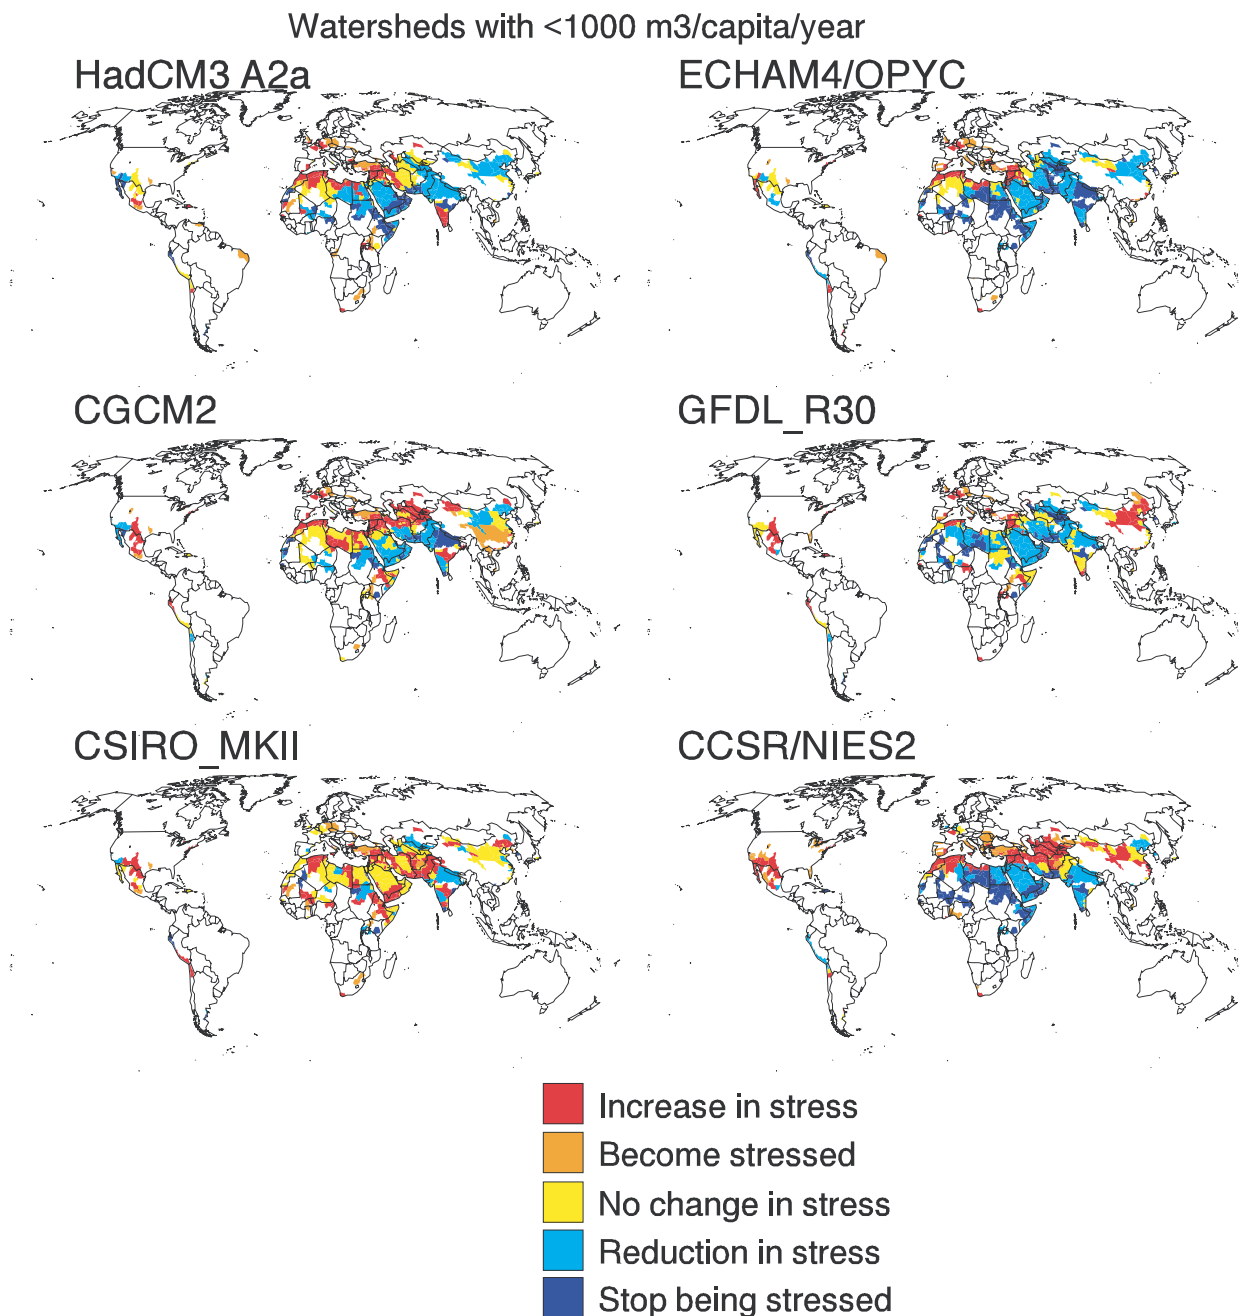 Watersheds with <1000 m3/capita/year
HadCM3 A2a
ECHAM4/OPYC
CGCM2
GFDL_R30
CSIRO_MKII
CCSR/NIES2
Increase in stress
Become stressed
No change in stress
Reduction in stress
Stop being stressed